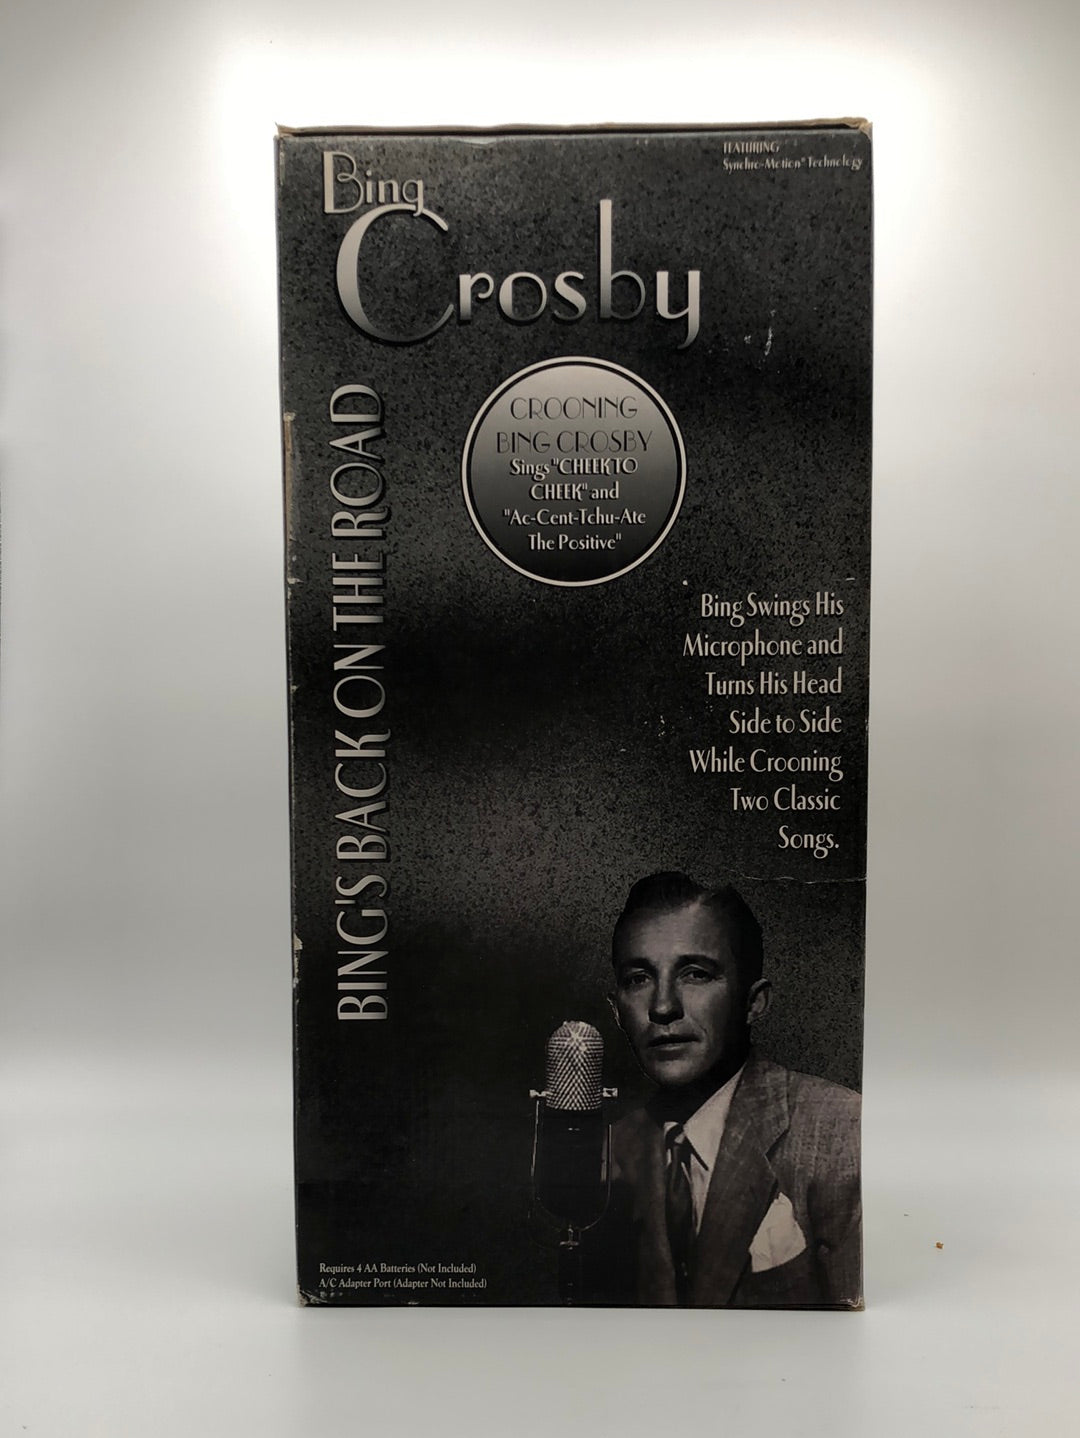 FEATURING
Synchro-Motion® Technology
Bing
Crosby
CROONING
BING CROSBY
Sings "CHEEK TO
CHEEK" and
"Ac-Cent-Tchu-Ate
The Positive"
BING'S BACK ON THE ROAD
Bing Swings His
Microphone and
Turns His Head
Side to Side
While Crooning
Two Classic
Songs.
Requires 4 AA Batteries (Not Included)
A/C Adapter Port (Adapter Not Included)